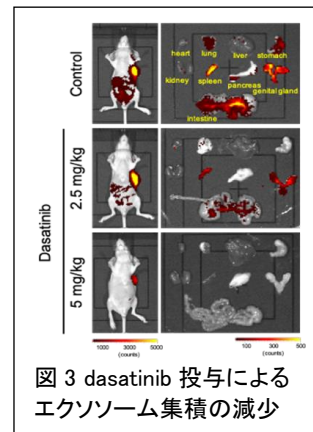 heart lung liver stomach
kidney spleen pancreas genital gland
intestine
Control
Dasatinib
2.5 mg/kg
5 mg/kg
1000 3000 5000
(counts)
100 300 500
(counts)
図 3 dasatinib 投与による
エクソソーム集積の減少